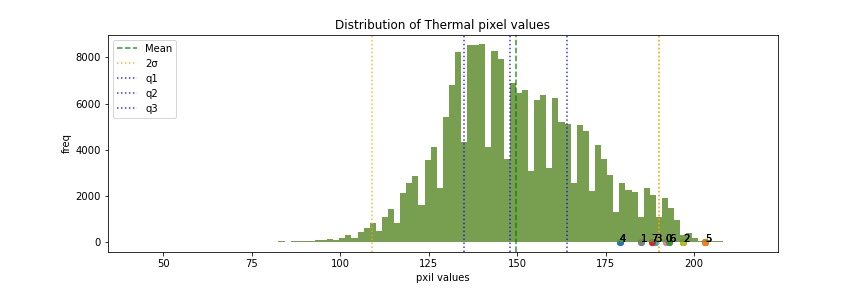 Distribution of Thermal pixel values
Mean
2σ
q1
q2
q3
8000
6000
4000
2000
0
freq
4 1 7 3 0 6 2 5
50 75 100 125 150 175 200
pxil values